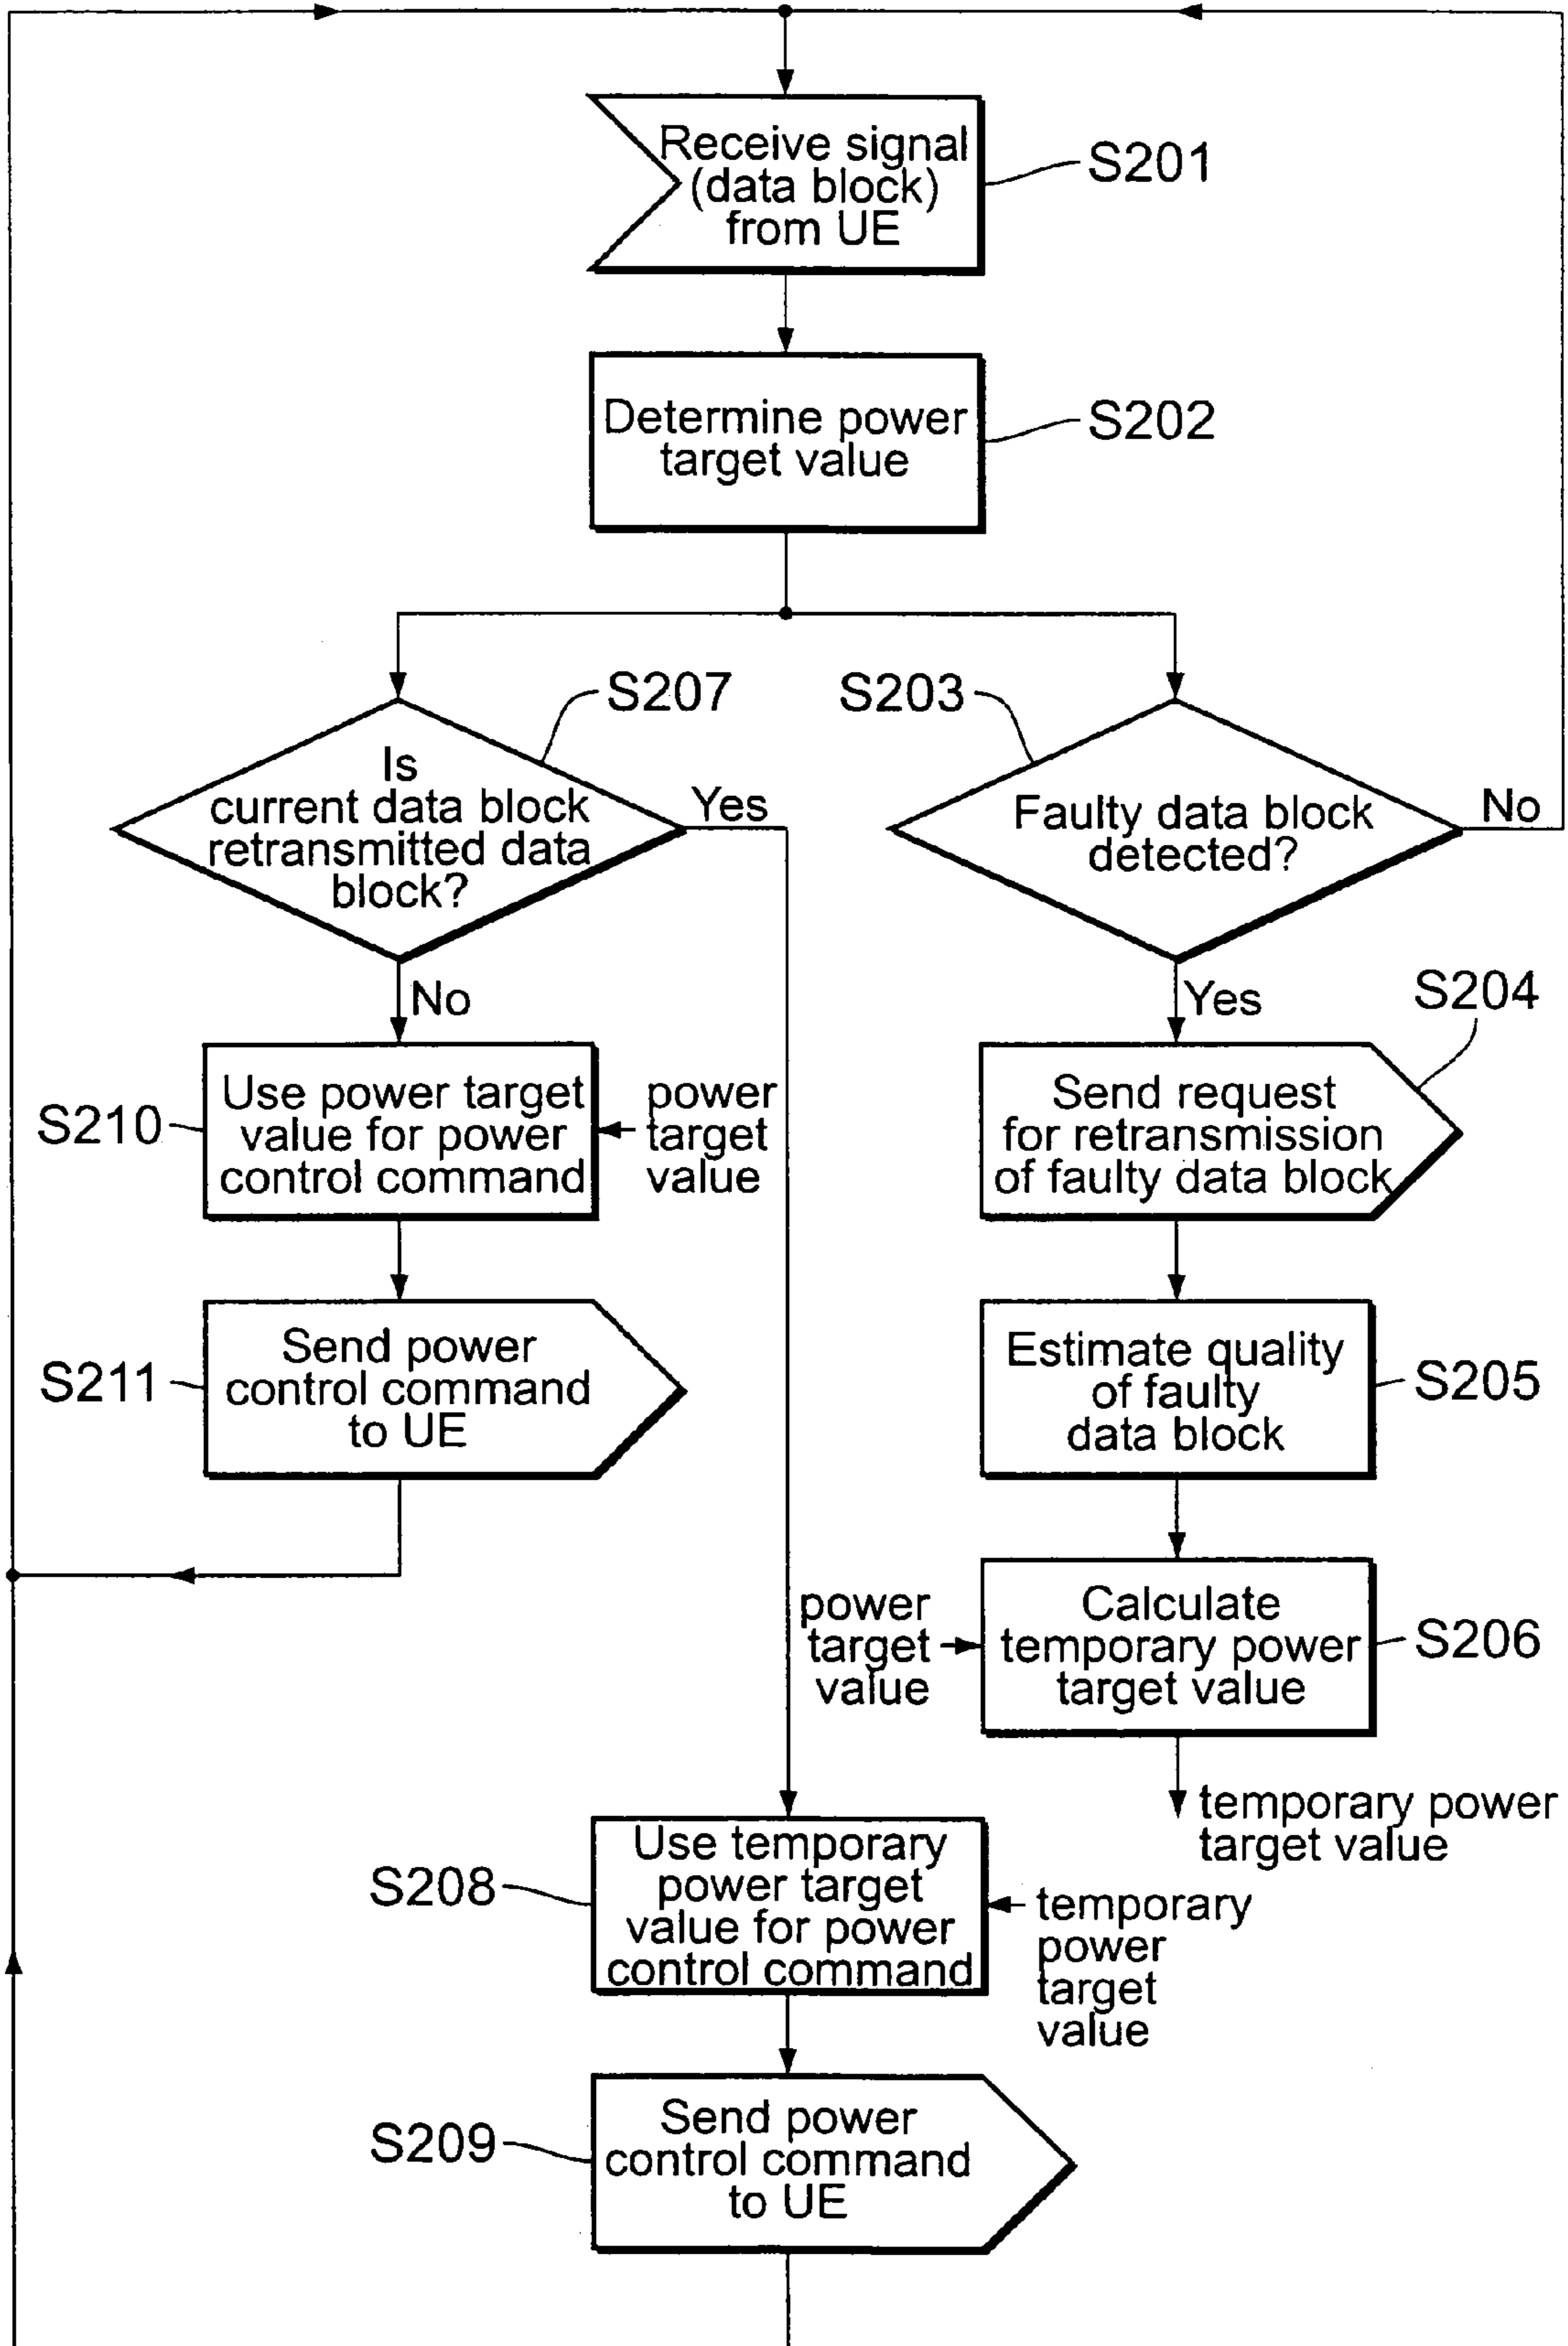 Receive signal
(data block)
from UE
S201
Determine power
target value
S202
S207
S203
Is
current data block
retransmitted data
block?
Yes
Faulty data block
detected?
No
No
Yes
S204
S210
Use power target
value for power
control command
power
target
value
Send request
for retransmission
of faulty data block
S211
Send power
control command
to UE
Estimate quality
of faulty
data block
S205
power
target
value
Calculate
temporary power
target value
S206
temporary power
target value
S208
Use temporary
power target
value for power
control command
temporary
power
target
value
S209
Send power
control command
to UE